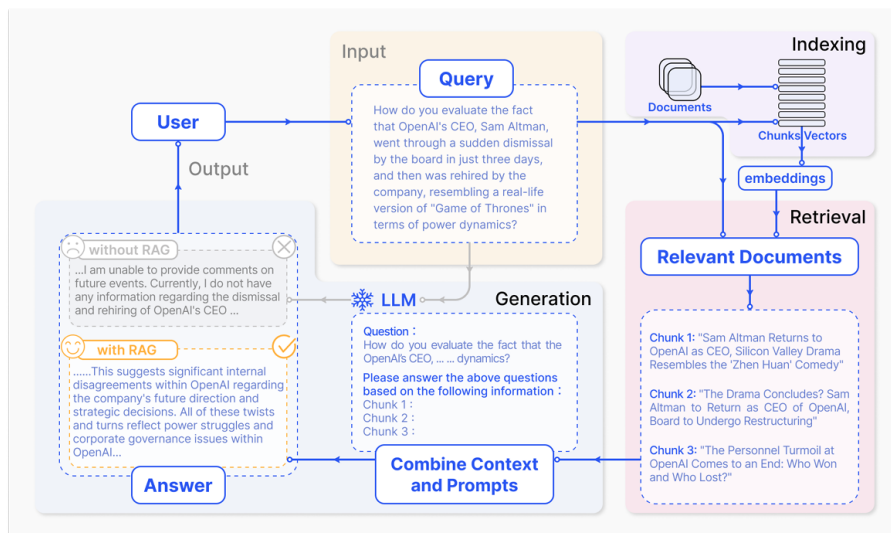 Input
Query
How do you evaluate the fact
that OpenAI's CEO, Sam Altman,
went through a sudden dismissal
by the board in just three days,
and then was rehired by the
company, resembling a real-life
version of "Game of Thrones" in
terms of power dynamics?
Indexing
Documents
Chunks
Vectors
embeddings
User
Output
Retrieval
Relevant Documents
Chunk 1: "Sam Altman Returns to
OpenAI as CEO, Silicon Valley Drama
Resembles the 'Zhen Huan' Comedy"
Chunk 2: "The Drama Concludes? Sam
Altman to Return as CEO of OpenAI,
Board to Undergo Restructuring"
Chunk 3: "The Personnel Turmoil at
OpenAI Comes to an End: Who Won
and Who Lost?"
LLM
Generation
Question :
How do you evaluate the fact that the
OpenAI's CEO, ... ... dynamics?
Please answer the above questions
based on the following information :
Chunk 1 :
Chunk 2 :
Chunk 3 :
Combine Context
and Prompts
without RAG
...I am unable to provide comments on
future events. Currently, I do not have
any information regarding the dismissal
and rehiring of OpenAI's CEO ...
with RAG
......This suggests significant internal
disagreements within OpenAI regarding
the company's future direction and
strategic decisions. All of these twists
and turns reflect power struggles and
corporate governance issues within
OpenAI...
Answer